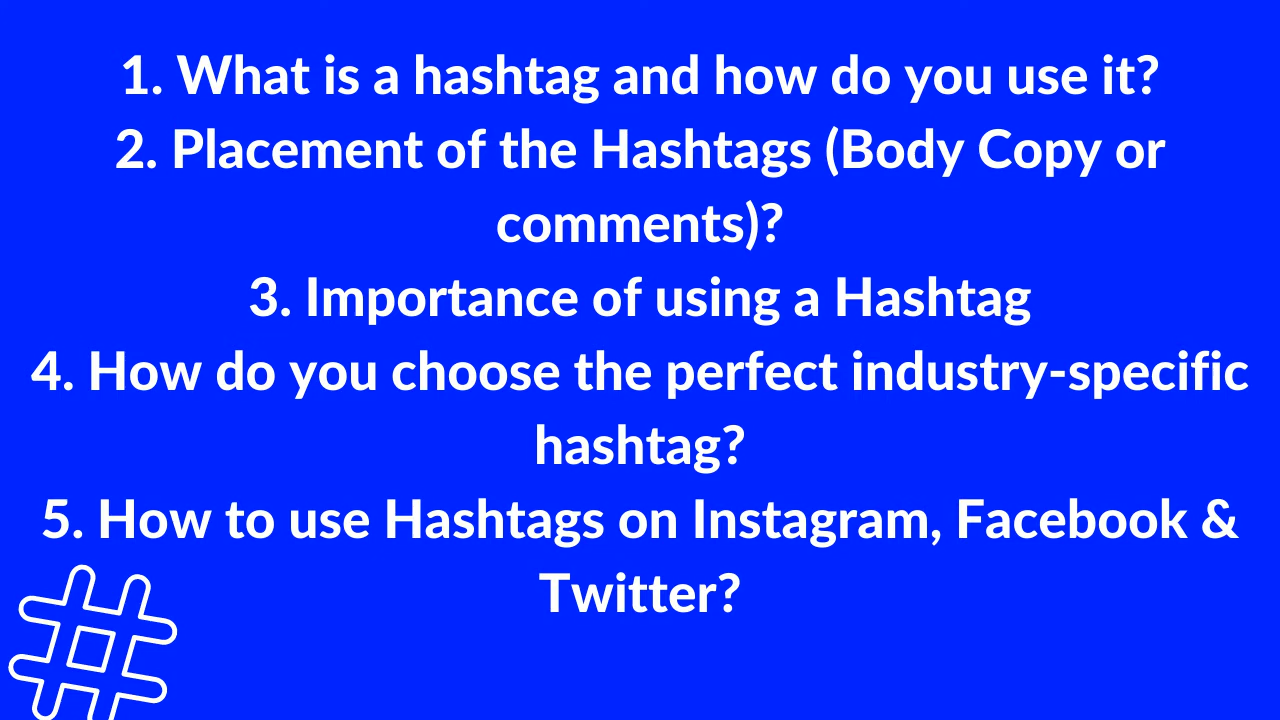 1. What is a hashtag and how do you use it?
2. Placement of the Hashtags (Body Copy or
comments)?
3. Importance of using a Hashtag
4. How do you choose the perfect industry-specific
hashtag?
5. How to use Hashtags on Instagram, Facebook &
Twitter?